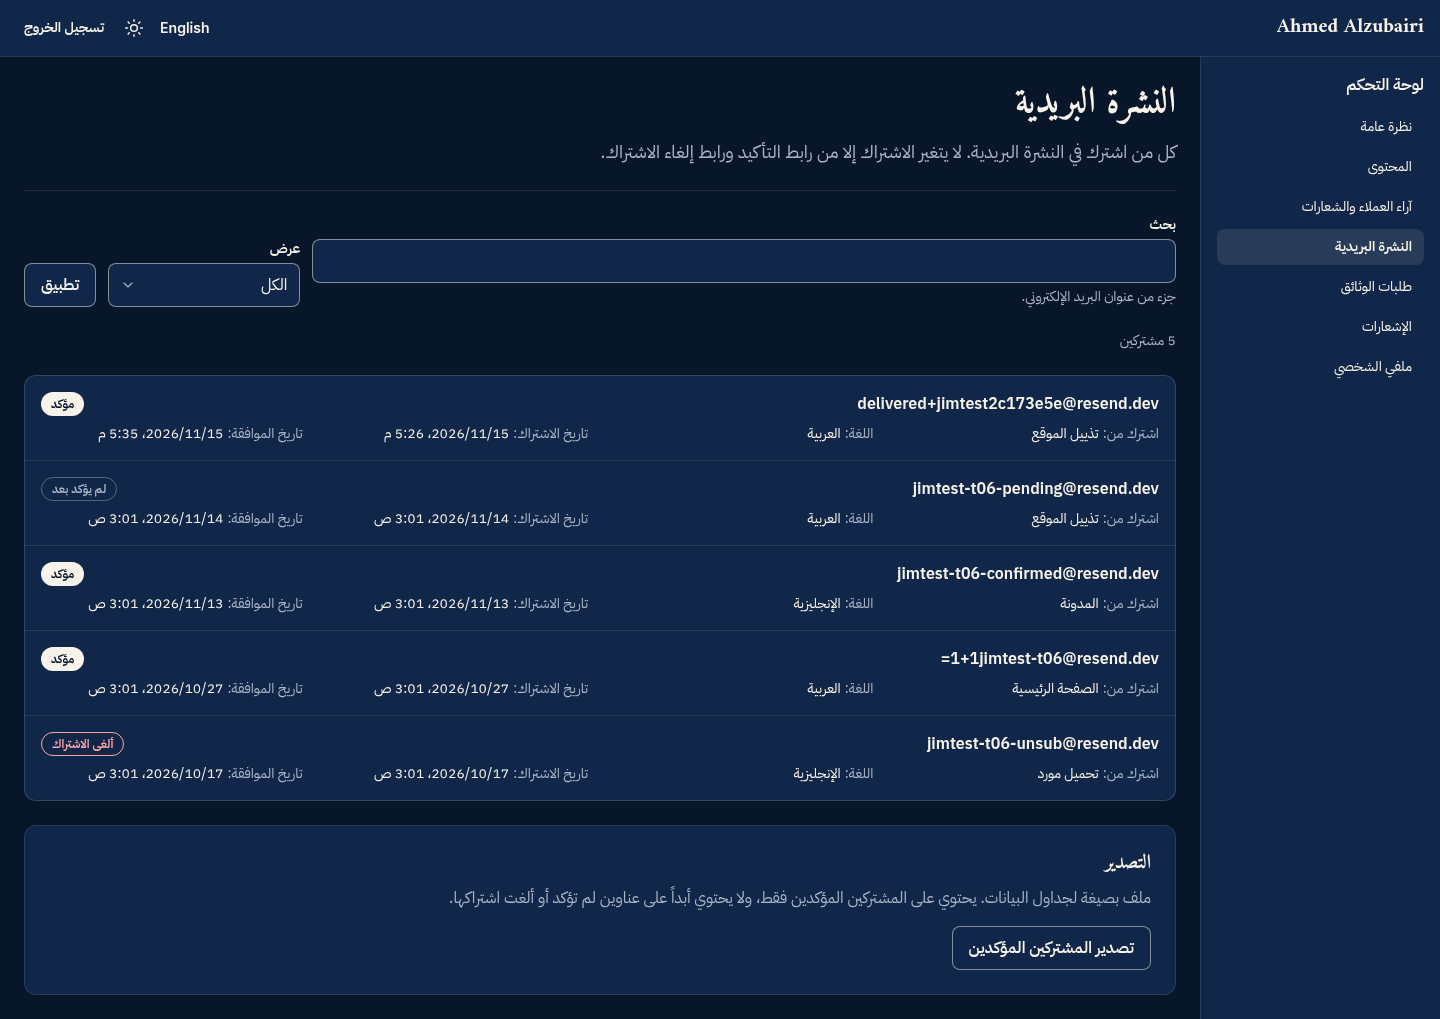 Ahmed Alzubairi
English
تسجيل الخروج
لوحة التحكم
نظرة عامة
المحتوى
آراء العملاء والشعارات
النشرة البريدية
طلبات الوثائق
الإشعارات
ملفي الشخصي
النشرة البريدية
كل من اشترك في النشرة البريدية. لا يتغير الاشتراك إلا من رابط التأكيد ورابط إلغاء الاشتراك.
بحث
جزء من عنوان البريد الإلكتروني.
عرض
الكل
تطبيق
5 مشتركين
delivered+jimtest2c173e5e@resend.dev
مؤكد
اشترك من: تذييل الموقع اللغة: العربية تاريخ الاشتراك: 2026/11/15، 5:26 م تاريخ الموافقة: 2026/11/15، 5:35 م
jimtest-t06-pending@resend.dev
لم يؤكد بعد
اشترك من: تذييل الموقع اللغة: العربية تاريخ الاشتراك: 2026/11/14، 3:01 ص تاريخ الموافقة: 2026/11/14، 3:01 ص
jimtest-t06-confirmed@resend.dev
مؤكد
اشترك من: المدونة اللغة: الإنجليزية تاريخ الاشتراك: 2026/11/13، 3:01 ص تاريخ الموافقة: 2026/11/13، 3:01 ص
=1+1jimtest-t06@resend.dev
مؤكد
اشترك من: الصفحة الرئيسية اللغة: العربية تاريخ الاشتراك: 2026/10/27، 3:01 ص تاريخ الموافقة: 2026/10/27، 3:01 ص
jimtest-t06-unsub@resend.dev
ألغى الاشتراك
اشترك من: تحميل مورد اللغة: الإنجليزية تاريخ الاشتراك: 2026/10/17، 3:01 ص تاريخ الموافقة: 2026/10/17، 3:01 ص
التصدير
ملف بصيغة لجداول البيانات. يحتوي على المشتركين المؤكدين فقط، ولا يحتوي أبداً على عناوين لم تؤكد أو ألغت اشتراكها.
تصدير المشتركين المؤكدين